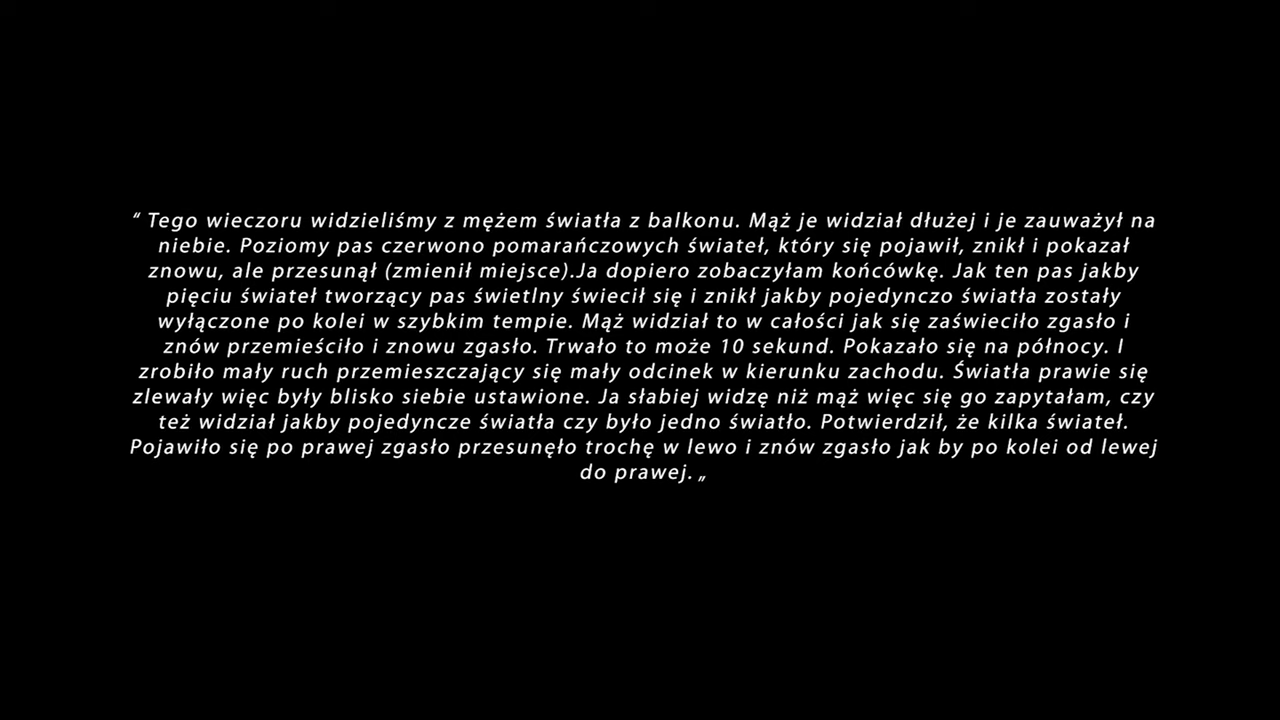 “ Tego wieczoru widzieliśmy z mężem światła z balkonu. Mąż je widział dłużej i je zauważył na
niebie. Poziomy pas czerwono pomarańczowych świateł, który się pojawił, znikł i pokazał
znowu, ale przesunął (zmienił miejsce).Ja dopiero zobaczyłam końcówkę. Jak ten pas jakby
pięciu świateł tworzący pas świetlny świecił się i znikł jakby pojedynczo światła zostały
wyłączone po kolei w szybkim tempie. Mąż widział to w całości jak się zaświeciło zgasło i
znów przemieściło i znowu zgasło. Trwało to może 10 sekund. Pokazało się na północy. I
zrobiło mały ruch przemieszczający się mały odcinek w kierunku zachodu. Światła prawie się
zlewały więc były blisko siebie ustawione. Ja słabiej widzę niż mąż więc się go zapytałam, czy
też widział jakby pojedyncze światła czy było jedno światło. Potwierdził, że kilka świateł.
Pojawiło się po prawej zgasło przesunęło trochę w lewo i znów zgasło jak by po kolei od lewej
do prawej. „